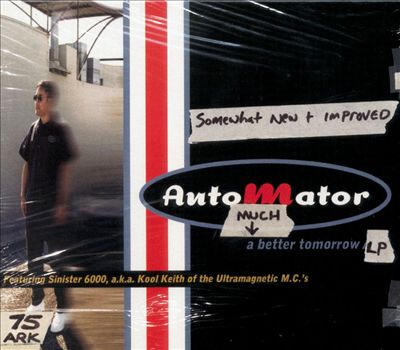 Somewhat New + IMPROVED
AutoMator
MUCH
a better tomorrow LP
Featuring Sinister 6000, a.k.a. Kool Keith of the Ultramagnetic M.C.'s
75
ARK